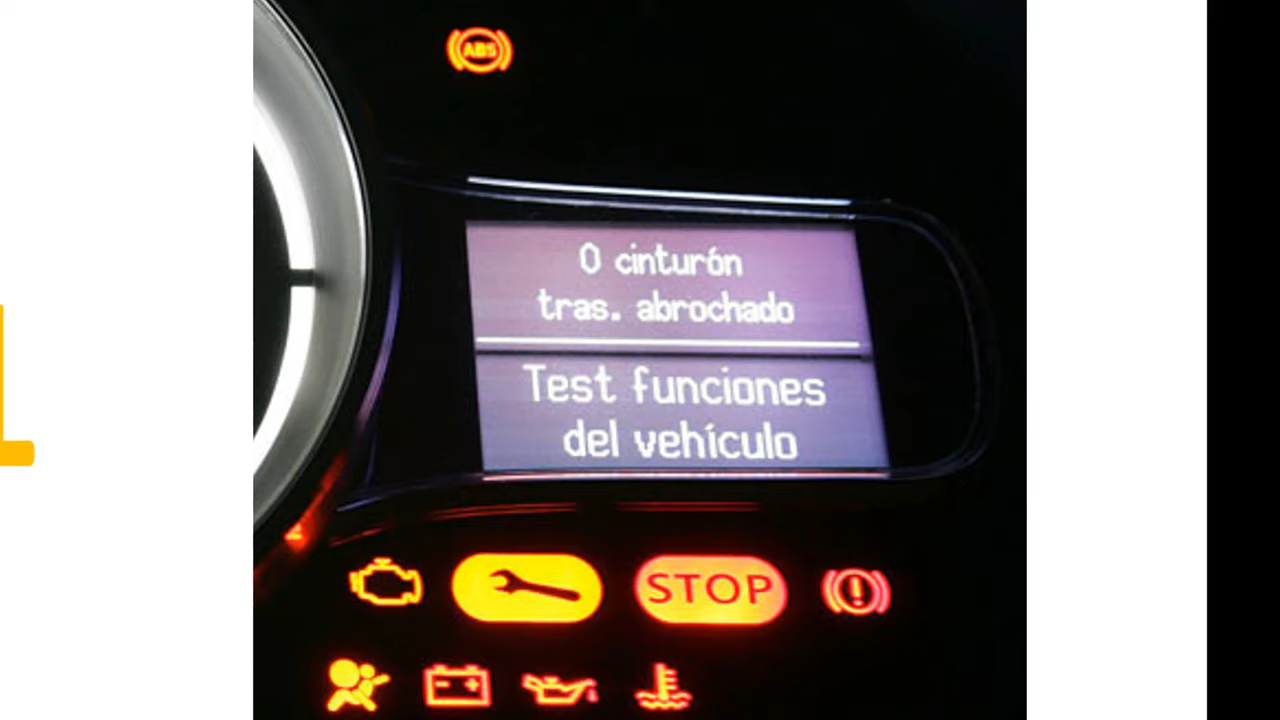 ABS
0 cinturón
tras. abrochado
Test funciones
del vehículo
STOP